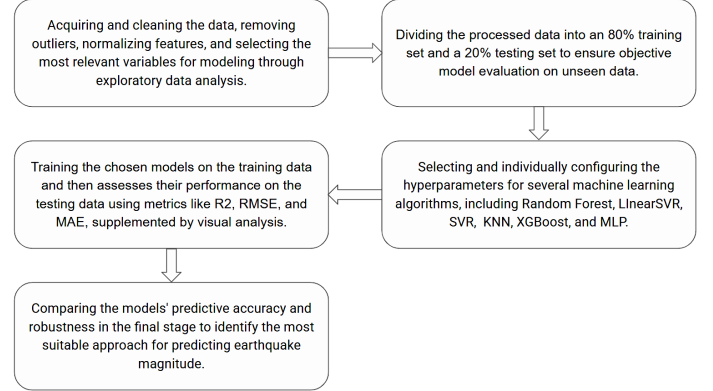 Acquiring and cleaning the data, removing
outliers, normalizing features, and selecting the
most relevant variables for modeling through
exploratory data analysis.
Dividing the processed data into an 80% training
set and a 20% testing set to ensure objective
model evaluation on unseen data.
Selecting and individually configuring the
hyperparameters for several machine learning
algorithms, including Random Forest, LInearSVR,
SVR, KNN, XGBoost, and MLP.
Training the chosen models on the training data
and then assesses their performance on the
testing data using metrics like R2, RMSE, and
MAE, supplemented by visual analysis.
Comparing the models' predictive accuracy and
robustness in the final stage to identify the most
suitable approach for predicting earthquake
magnitude.